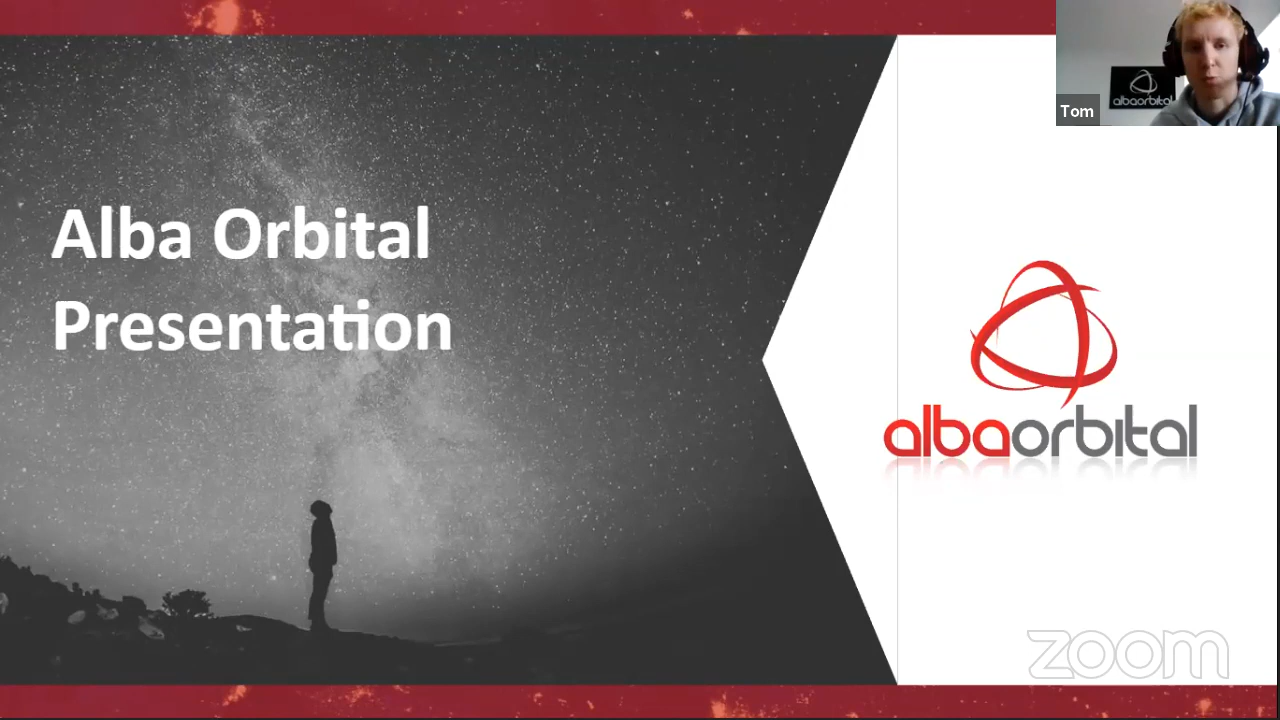 Alba Orbital
Presentation
albaorbital
Tom
albaorbital
zoom